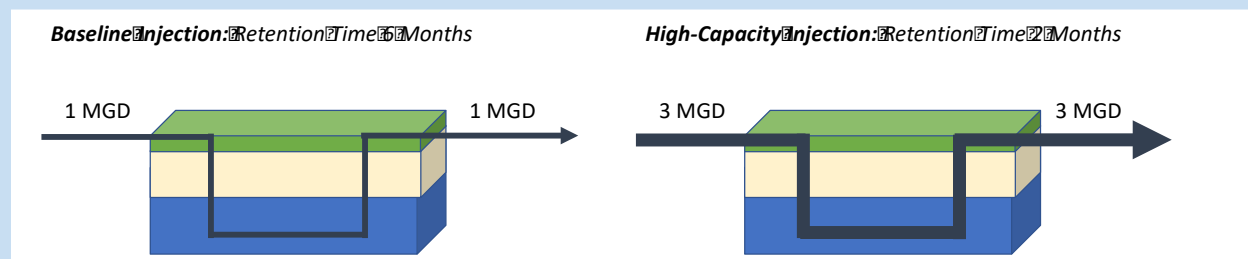 Baseline Injection: Retention Time 6 Months
High-Capacity Injection: Retention Time 2 Months
1 MGD
1 MGD
3 MGD
3 MGD